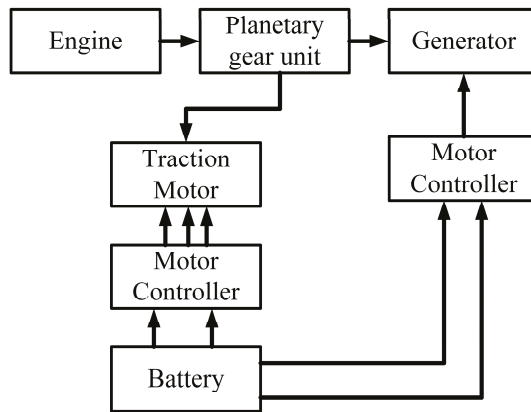 Engine
Planetary
gear unit
Generator
Traction
Motor
Motor
Controller
Motor
Controller
Battery